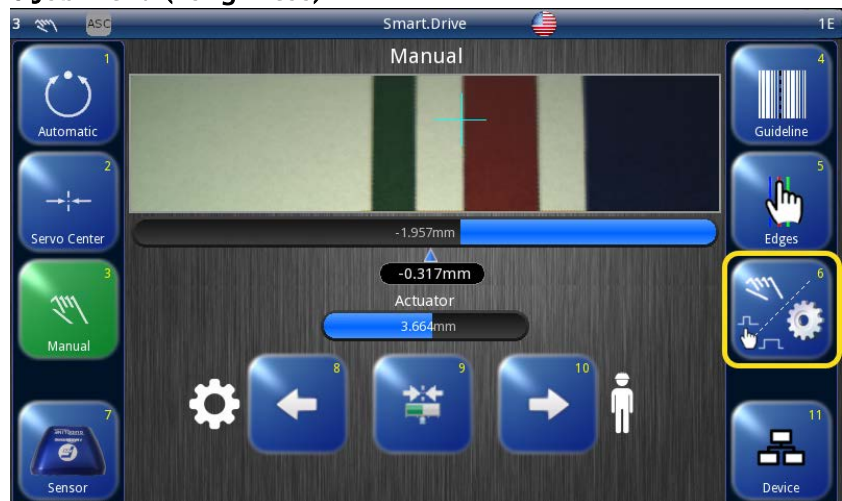 3 ASC Smart.Drive 1E
Manual
1
Automatic
2
Servo Center
3
Manual
7
Sensor
-1.957mm
-0.317mm
Actuator
3.664mm
8
9
10
4
Guideline
5
Edges
6
11
Device